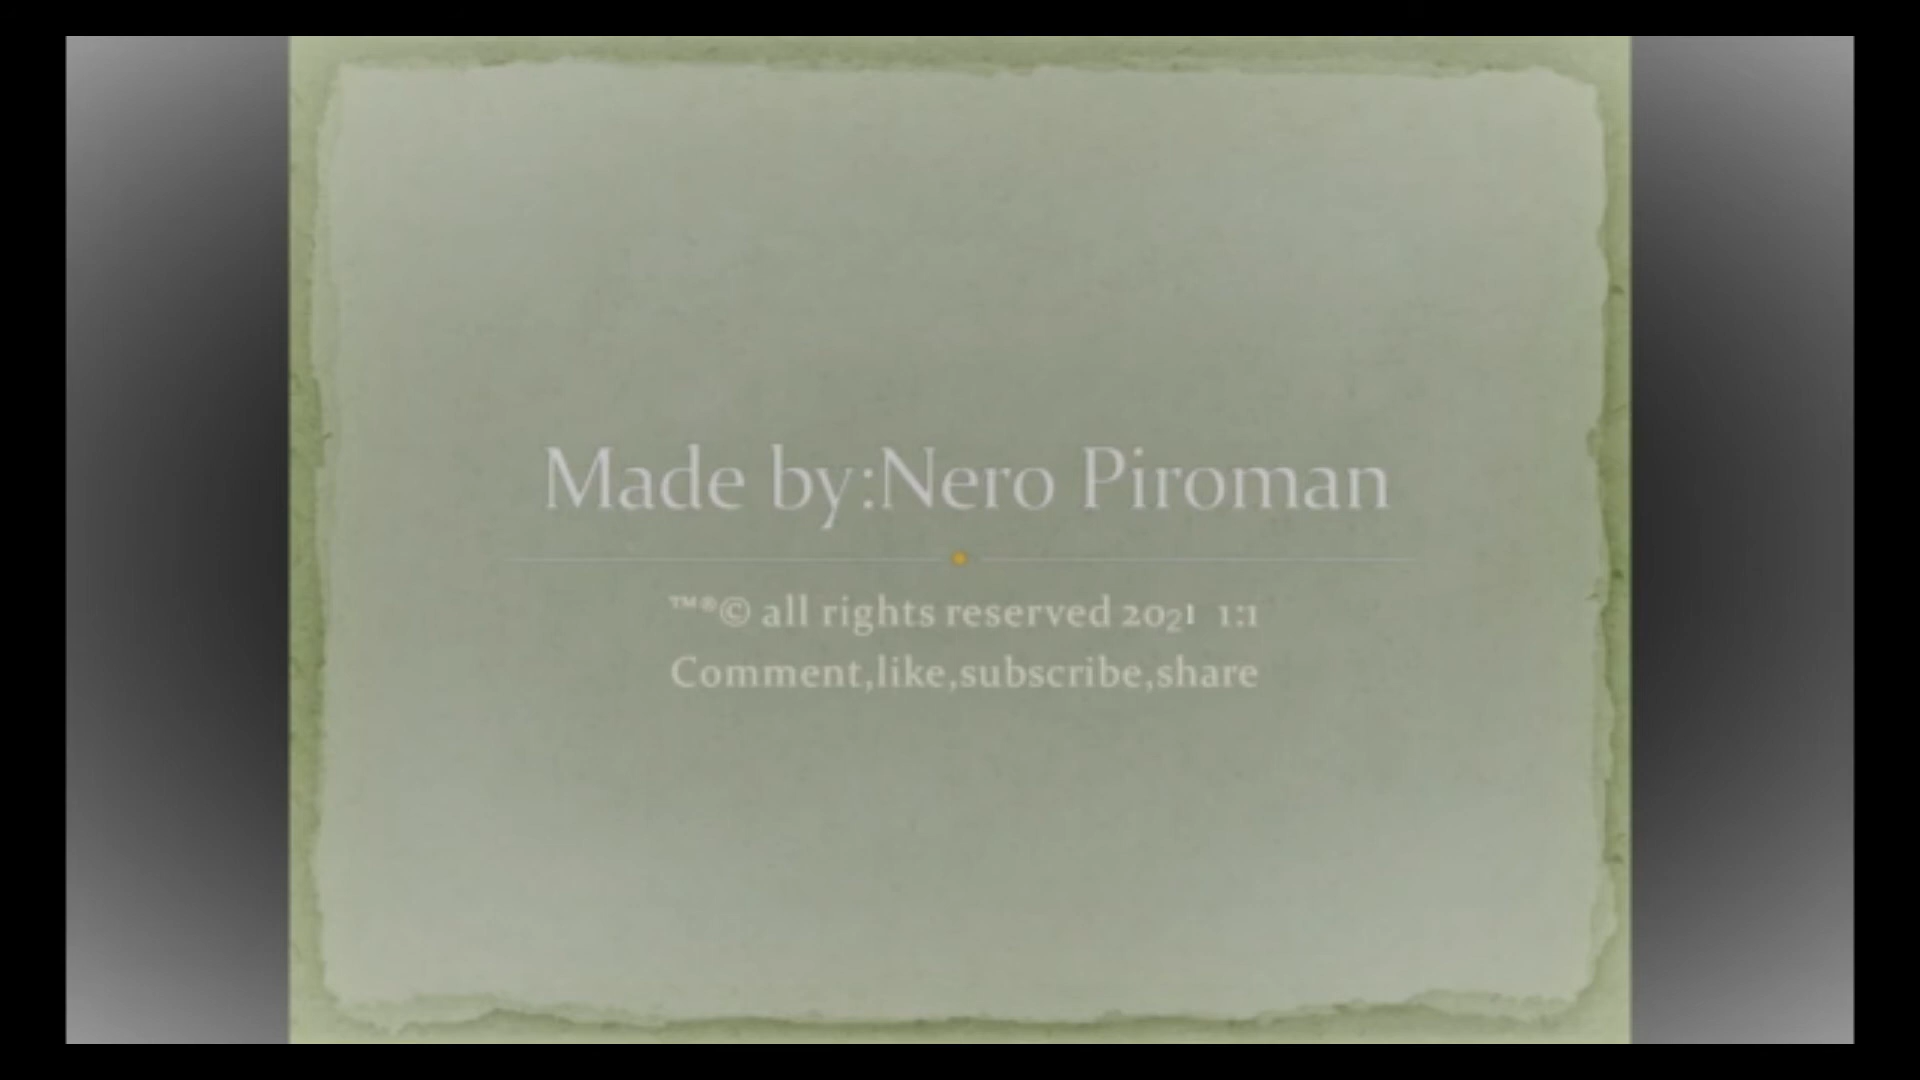 Made by:Nero Piroman
™®© all rights reserved 2021 1:1
Comment,like,subscribe,share